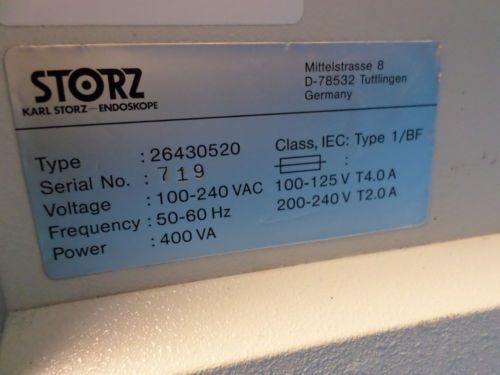 STORZ
KARL STORZ—ENDOSKOPE
Mittelstrasse 8
D-78532 Tuttlingen
Germany
Type : 26430520
Serial No. : 719
Voltage : 100-240 VAC
Frequency : 50-60 Hz
Power : 400 VA
Class, IEC: Type 1/BF
:
100-125 V T4.0 A
200-240 V T2.0 A